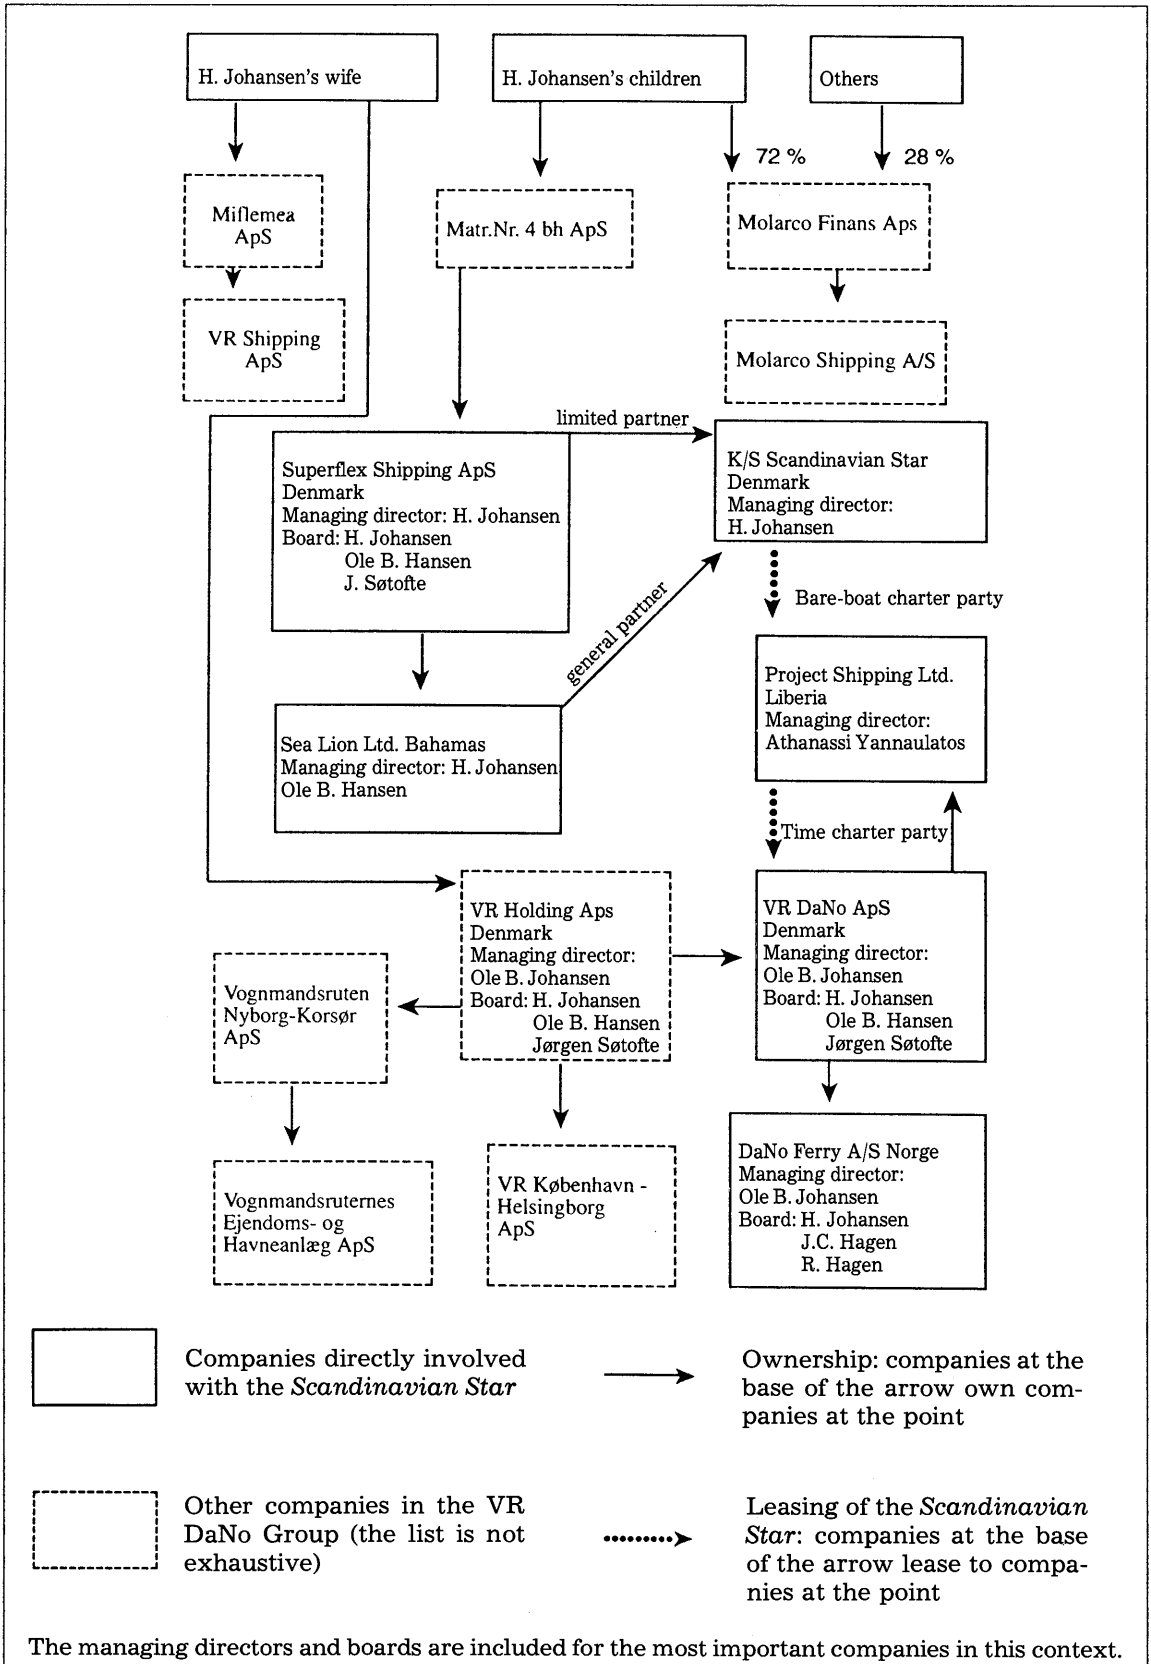 H. Johansen's wife
H. Johansen's children
Others
72 %
28 %
Miflemea
ApS
Matr.Nr. 4 bh ApS
Molarco Finans Aps
VR Shipping
ApS
Molarco Shipping A/S
limited partner
Superflex Shipping ApS
Denmark
Managing director: H. Johansen
Board: H. Johansen
Ole B. Hansen
J. Søtofte
K/S Scandinavian Star
Denmark
Managing director:
H. Johansen
general partner
Bare-boat charter party
Project Shipping Ltd.
Liberia
Managing director:
Athanassi Yannaulatos
Sea Lion Ltd. Bahamas
Managing director: H. Johansen
Ole B. Hansen
Time charter party
VR Holding Aps
Denmark
Managing director:
Ole B. Johansen
Board: H. Johansen
Ole B. Hansen
Jørgen Søtofte
VR DaNo ApS
Denmark
Managing director:
Ole B. Johansen
Board: H. Johansen
Ole B. Hansen
Jørgen Søtofte
Vognmandsruten
Nyborg-Korsør
ApS
Vognmandsruternes
Ejendoms- og
Havneanlæg ApS
VR København -
Helsingborg
ApS
DaNo Ferry A/S Norge
Managing director:
Ole B. Johansen
Board: H. Johansen
J.C. Hagen
R. Hagen
Companies directly involved
with the Scandinavian Star
Ownership: companies at the
base of the arrow own com-
panies at the point
Other companies in the VR
DaNo Group (the list is not
exhaustive)
Leasing of the Scandinavian
Star: companies at the base
of the arrow lease to compa-
nies at the point
The managing directors and boards are included for the most important companies in this context.